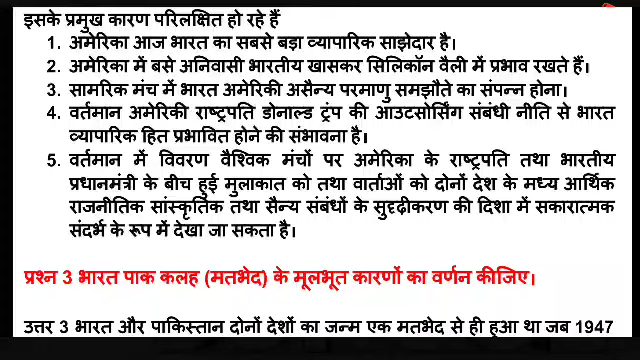 इसके प्रमुख कारण परिलक्षित हो रहे हैं
1. अमेरिका आज भारत का सबसे बड़ा व्यापारिक साझेदार है।
2. अमेरिका में बसे अनिवासी भारतीय खासकर सिलिकॉन वैली में प्रभाव रखते हैं।
3. सामरिक मंच में भारत अमेरिकी असैन्य परमाणु समझौते का संपन्न होना।
4. वर्तमान अमेरिकी राष्ट्रपति डोनाल्ड ट्रंप की आउटसोर्सिंग संबंधी नीति से भारत
व्यापारिक हित प्रभावित होने की संभावना है।
5. वर्तमान में विवरण वैश्विक मंचों पर अमेरिका के राष्ट्रपति तथा भारतीय
प्रधानमंत्री के बीच हुई मुलाकात को तथा वार्ताओं को दोनों देश के मध्य आर्थिक
राजनीतिक सांस्कृतिक तथा सैन्य संबंधों के सुदृढ़ीकरण की दिशा में सकारात्मक
संदर्भ के रूप में देखा जा सकता है।
प्रश्न 3 भारत पाक कलह (मतभेद) के मूलभूत कारणों का वर्णन कीजिए।
उत्तर 3 भारत और पाकिस्तान दोनों देशों का जन्म एक मतभेद से ही हुआ था जब 1947